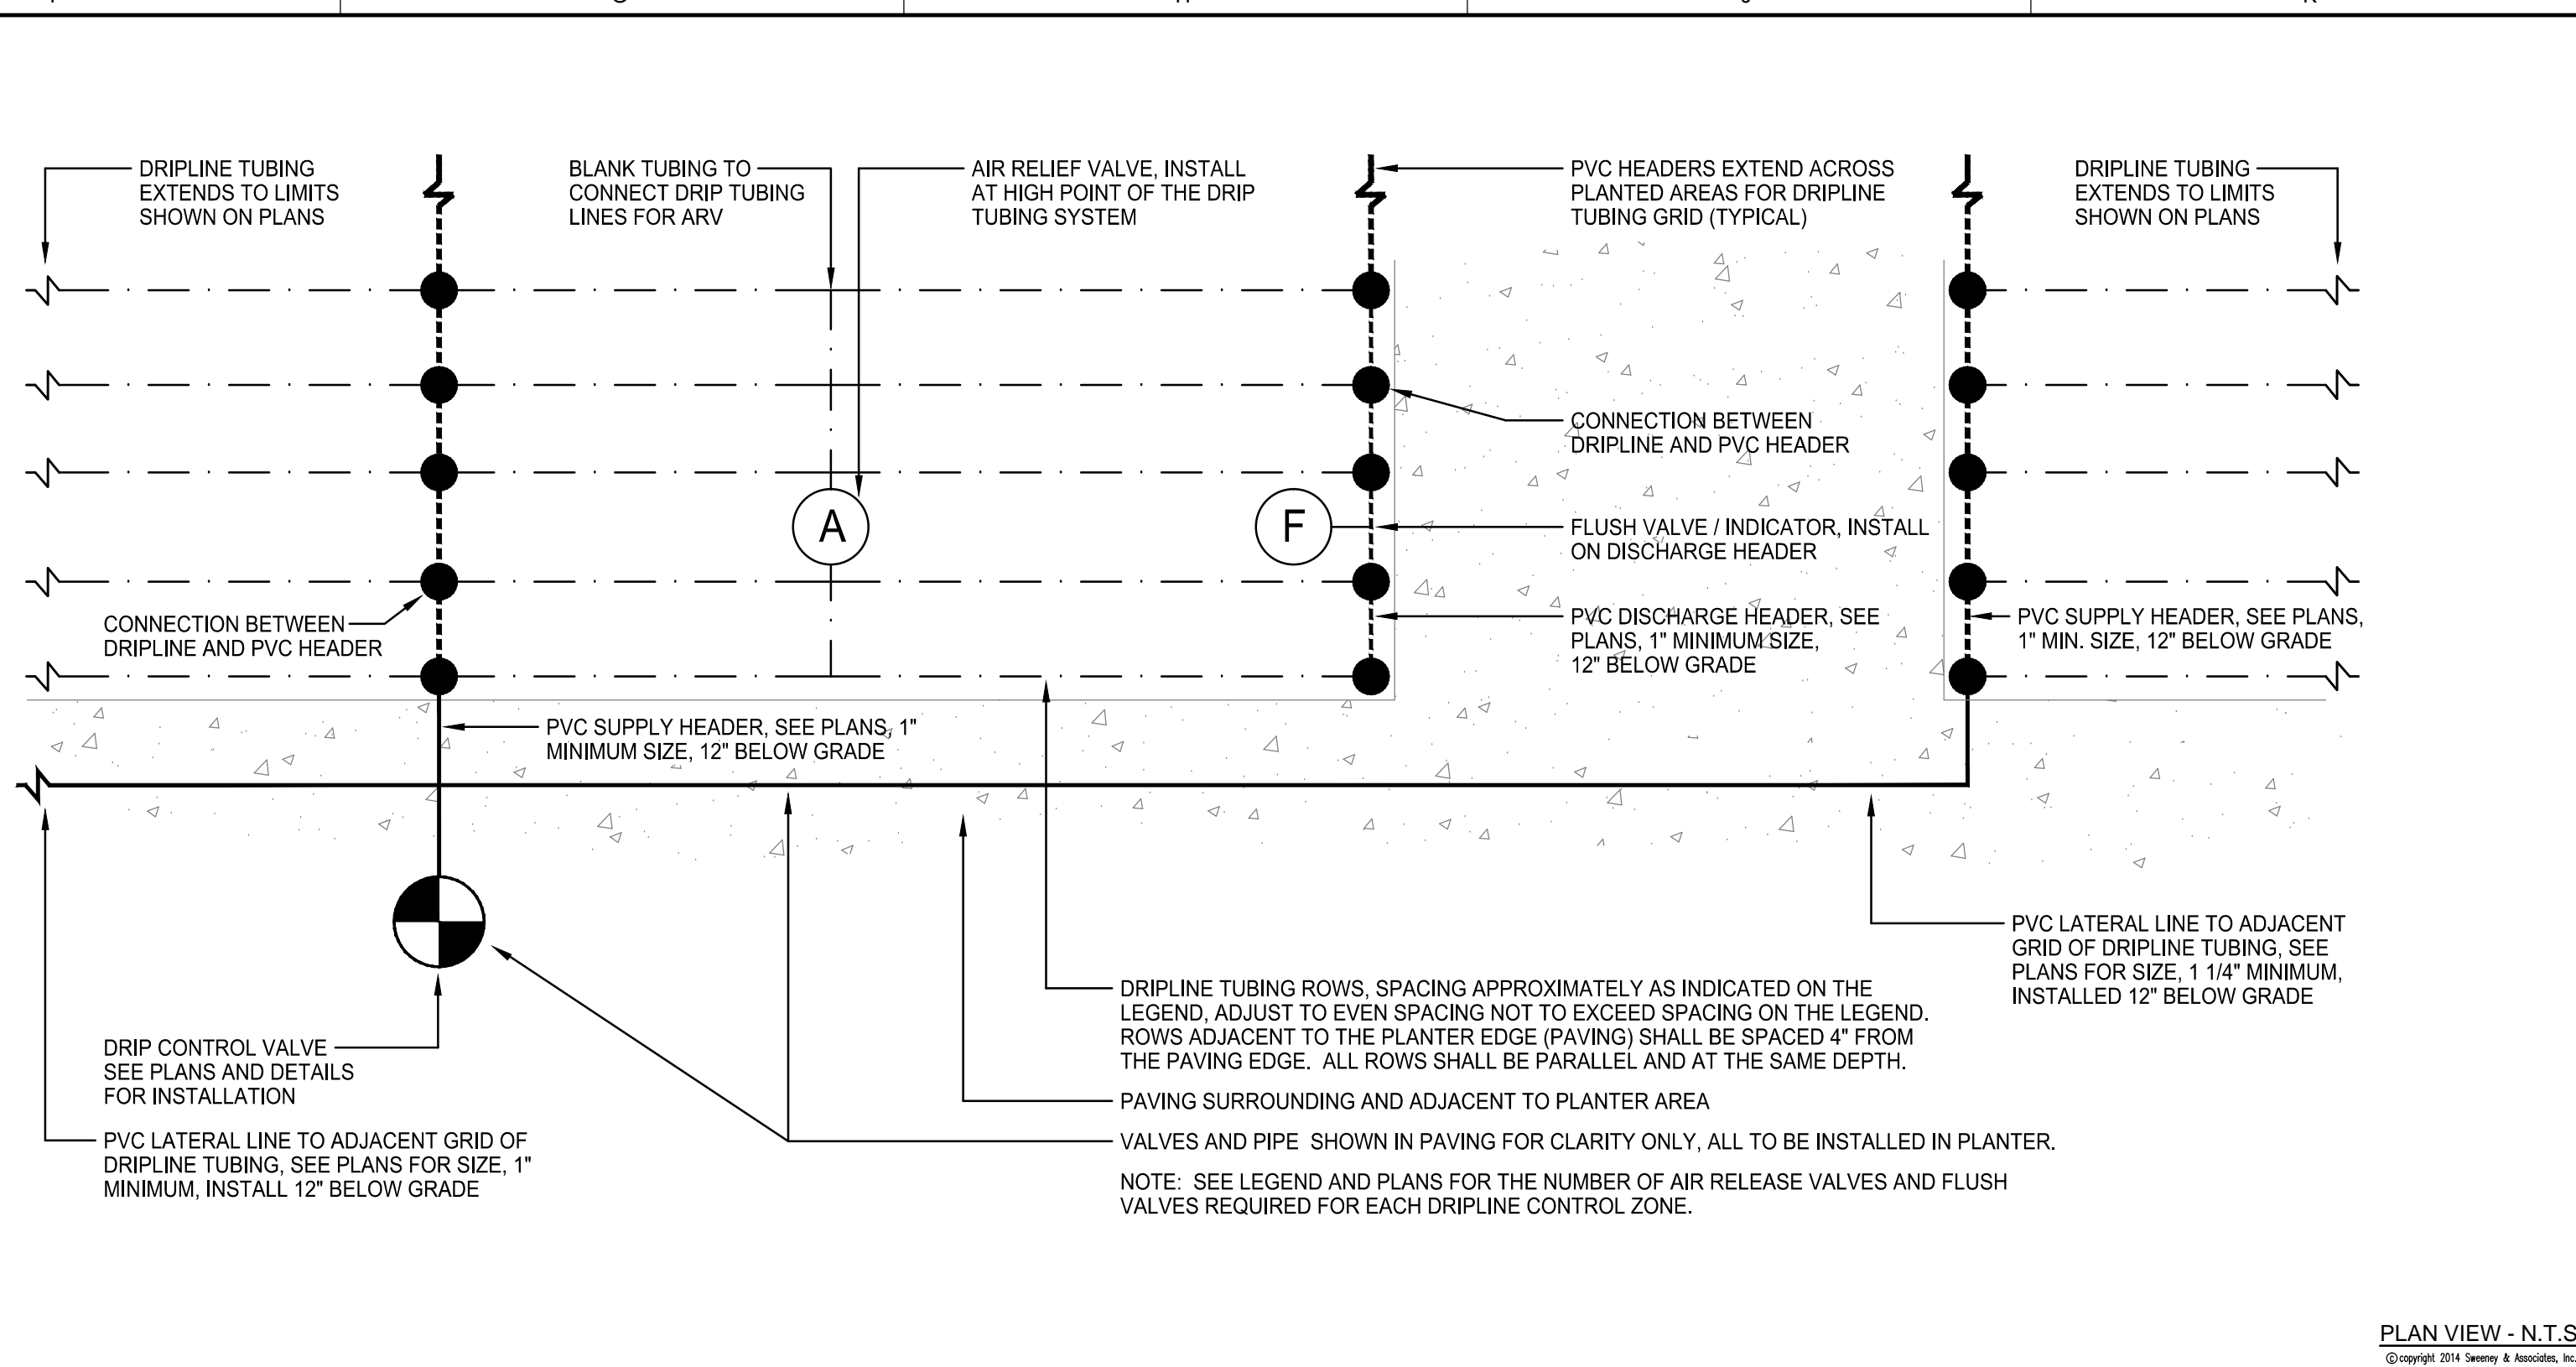 DRIPLINE TUBING
EXTENDS TO LIMITS
SHOWN ON PLANS
BLANK TUBING TO
CONNECT DRIP TUBING
LINES FOR ARV
AIR RELIEF VALVE, INSTALL
AT HIGH POINT OF THE DRIP
TUBING SYSTEM
PVC HEADERS EXTEND ACROSS
PLANTED AREAS FOR DRIPLINE
TUBING GRID (TYPICAL)
DRIPLINE TUBING
EXTENDS TO LIMITS
SHOWN ON PLANS
CONNECTION BETWEEN
DRIPLINE AND PVC HEADER
A
F
FLUSH VALVE / INDICATOR, INSTALL
ON DISCHARGE HEADER
CONNECTION BETWEEN
DRIPLINE AND PVC HEADER
PVC DISCHARGE HEADER, SEE
PLANS, 1" MINIMUM SIZE,
12" BELOW GRADE
PVC SUPPLY HEADER, SEE PLANS,
1" MIN. SIZE, 12" BELOW GRADE
PVC SUPPLY HEADER, SEE PLANS, 1"
MINIMUM SIZE, 12" BELOW GRADE
PVC LATERAL LINE TO ADJACENT
GRID OF DRIPLINE TUBING, SEE
PLANS FOR SIZE, 1 1/4" MINIMUM,
INSTALLED 12" BELOW GRADE
DRIPLINE TUBING ROWS, SPACING APPROXIMATELY AS INDICATED ON THE
LEGEND, ADJUST TO EVEN SPACING NOT TO EXCEED SPACING ON THE LEGEND.
ROWS ADJACENT TO THE PLANTER EDGE (PAVING) SHALL BE SPACED 4" FROM
THE PAVING EDGE.  ALL ROWS SHALL BE PARALLEL AND AT THE SAME DEPTH.
DRIP CONTROL VALVE
SEE PLANS AND DETAILS
FOR INSTALLATION
PAVING SURROUNDING AND ADJACENT TO PLANTER AREA
PVC LATERAL LINE TO ADJACENT GRID OF
DRIPLINE TUBING, SEE PLANS FOR SIZE, 1"
MINIMUM, INSTALL 12" BELOW GRADE
VALVES AND PIPE  SHOWN IN PAVING FOR CLARITY ONLY, ALL TO BE INSTALLED IN PLANTER.
NOTE:  SEE LEGEND AND PLANS FOR THE NUMBER OF AIR RELEASE VALVES AND FLUSH
VALVES REQUIRED FOR EACH DRIPLINE CONTROL ZONE.
PLAN VIEW - N.T.S
©copyright 2014 Sweeney & Associates, Inc.